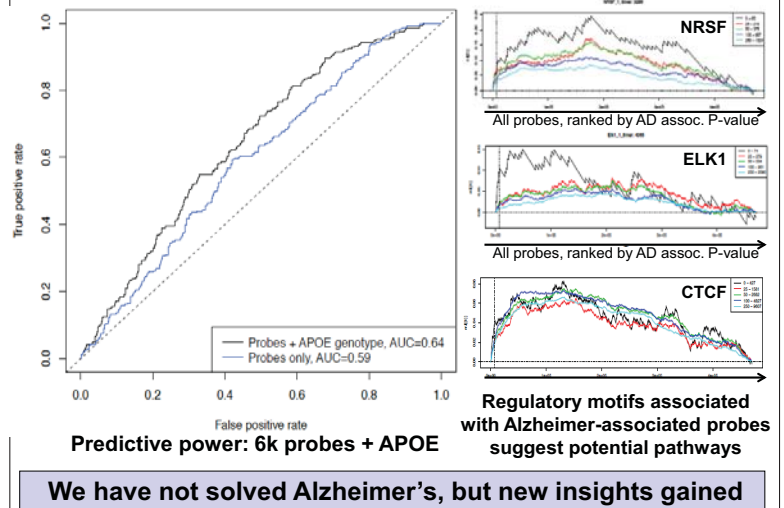 NRSF
All probes, ranked by AD assoc. P-value
ELK1
All probes, ranked by AD assoc. P-value
CTCF
True positive rate
0.0
0.2
0.4
0.6
0.8
1.0
0.0 0.2 0.4 0.6 0.8 1.0
False positive rate
Probes + APOE genotype, AUC=0.64
Probes only, AUC=0.59
Predictive power: 6k probes + APOE
Regulatory motifs associated
with Alzheimer-associated probes
suggest potential pathways
We have not solved Alzheimer's, but new insights gained